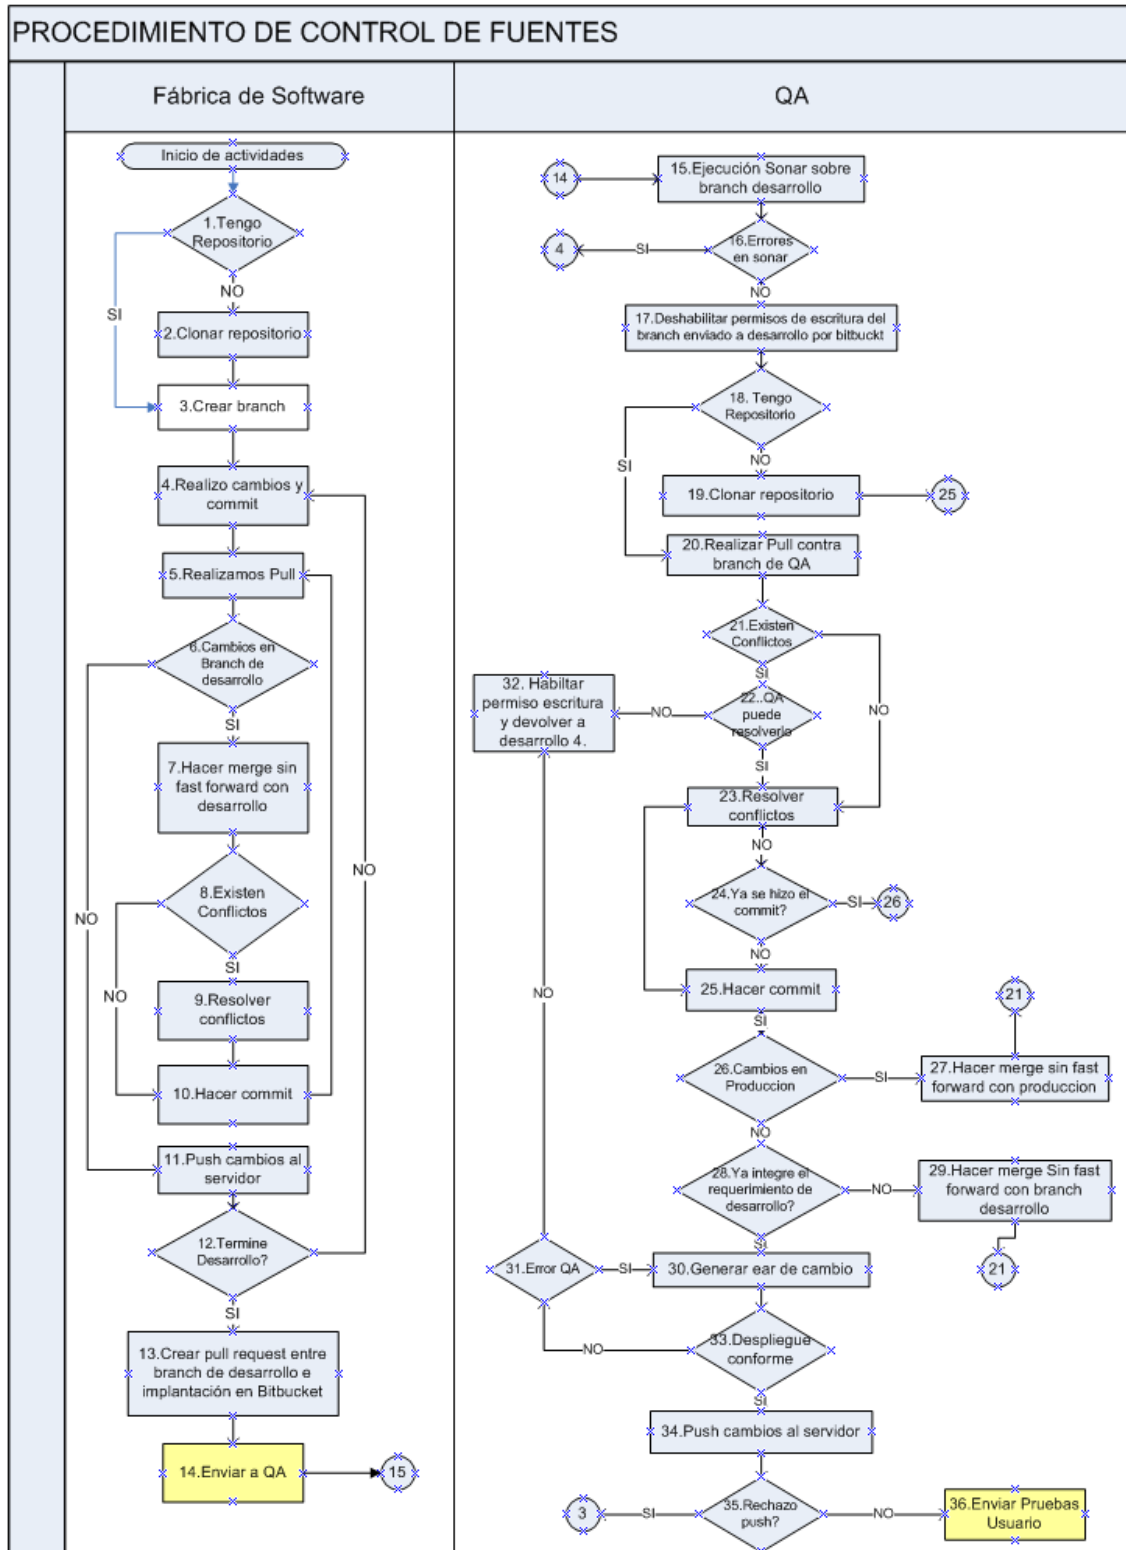 PROCEDIMIENTO DE CONTROL DE FUENTES
Fábrica de Software
Inicio de actividades
1.Tengo
Repositorio
NO
SI
2.Clonar repositorio
3.Crear branch
4.Realizo cambios y
commit
5.Realizamos Pull
6.Cambios en
Branch de
desarrollo
SI
7.Hacer merge sin
fast forward con
desarrollo
NO
8.Existen
Conflictos
NO
SI
NO
9.Resolver
conflictos
10.Hacer commit
11.Push cambios al
servidor
12.Termine
Desarrollo?
SI
13.Crear pull request entre
branch de desarrollo e
implantación en Bitbucket
14.Enviar a QA
15
QA
14
15.Ejecución Sonar sobre
branch desarrollo
4
SI
16.Errores
en sonar
NO
17.Deshabilitar permisos de escritura del
branch enviado a desarrollo por bitbuckt
18. Tengo
Repositorio
NO
SI
19.Clonar repositorio
25
20.Realizar Pull contra
branch de QA
21.Existen
Conflictos
SI
32. Habiltar
permiso escritura
y devolver a
desarrollo 4.
NO
22..QA
puede
resolverlo
NO
SI
23.Resolver
conflictos
NO
24.Ya se hizo el
commit?
SI
26
NO
25.Hacer commit
NO
21
SI
26.Cambios en
Produccion
SI
27.Hacer merge sin fast
forward con produccion
NO
28.Ya integre el
requerimiento de
desarrollo?
NO
29.Hacer merge Sin fast
forward con branch
desarrollo
SI
31.Error QA
SI
30.Generar ear de cambio
21
NO
33.Despliegue
conforme
SI
34.Push cambios al servidor
3
SI
35.Rechazo
push?
NO
36.Enviar Pruebas
Usuario